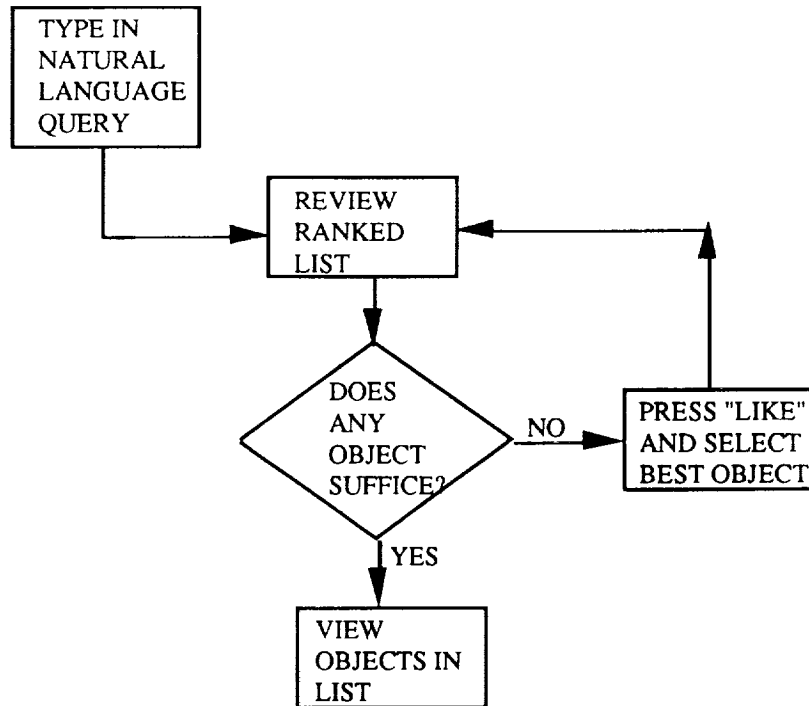 TYPE IN
NATURAL
LANGUAGE
QUERY
REVIEW
RANKED
LIST
DOES
ANY
OBJECT
SUFFICE?
NO
PRESS "LIKE"
AND SELECT
BEST OBJECT
YES
VIEW
OBJECTS IN
LIST